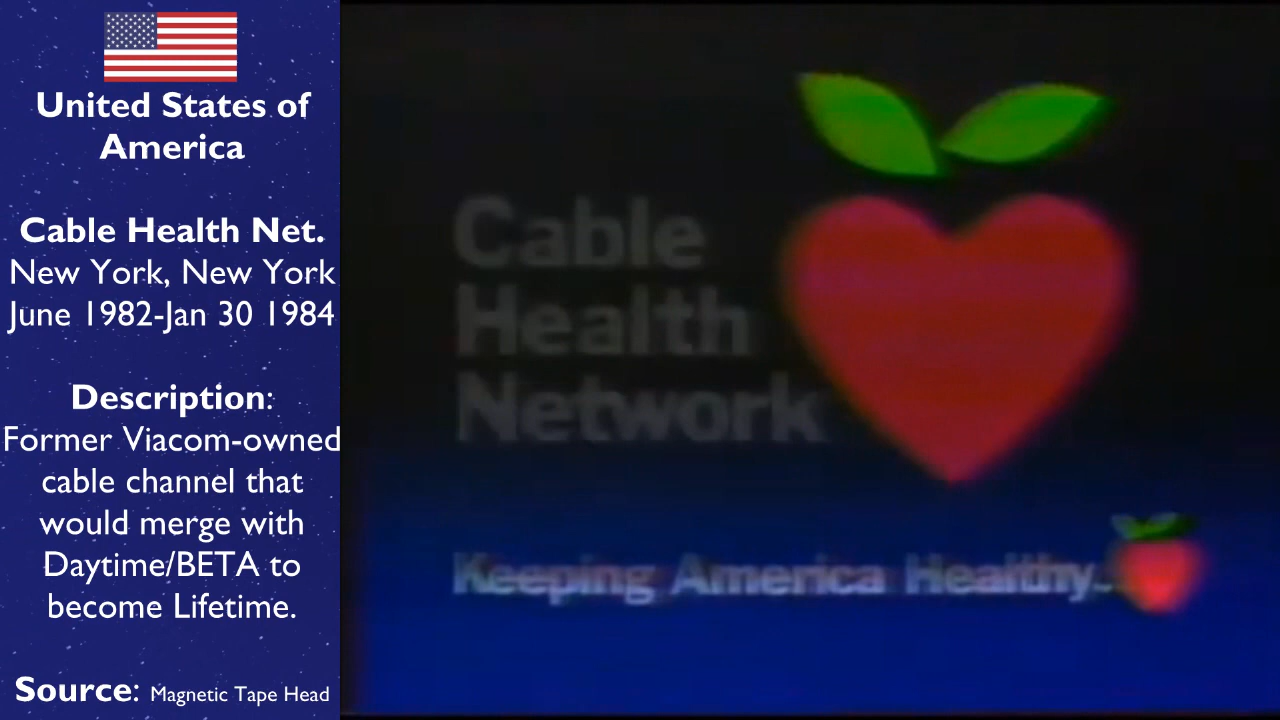 United States of
America
Cable Health Net.
New York, New York
June 1982-Jan 30 1984
Description:
Former Viacom-owned
cable channel that
would merge with
Daytime/BETA to
become Lifetime.
Source: Magnetic Tape Head
Cable
Health
Network
Keeping America Healthy™